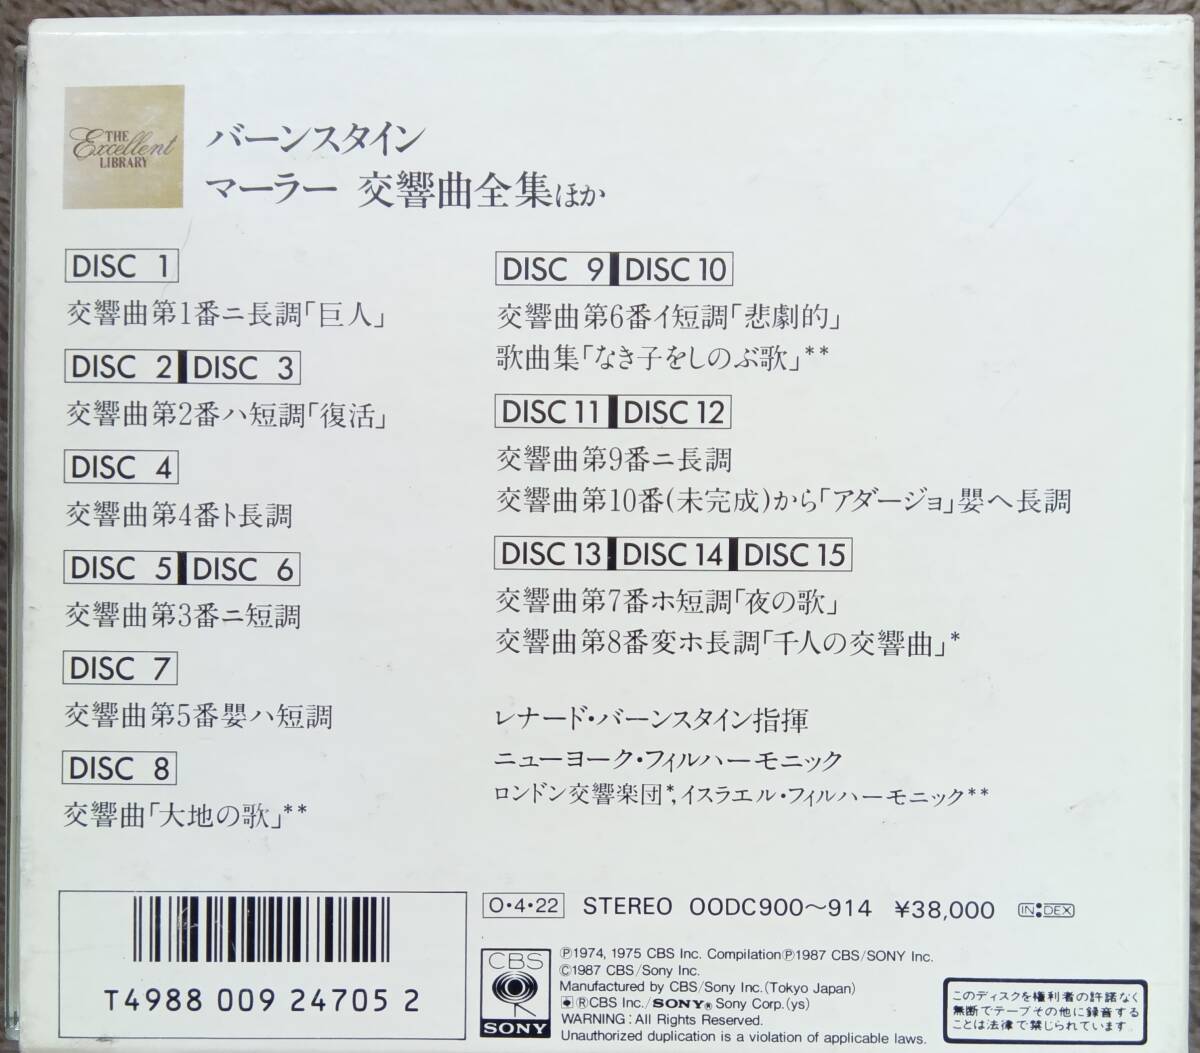 THE
Excellent
LIBRARY
バーンスタイン
マーラー 交響曲全集ほか
DISC 1
交響曲第1番ニ長調「巨人」
DISC 2 DISC 3
交響曲第2番ハ短調「復活」
DISC 4
交響曲第4番ト長調
DISC 5 DISC 6
交響曲第3番ニ短調
DISC 7
交響曲第5番嬰ハ短調
DISC 8
交響曲「大地の歌」**
DISC 9 DISC 10
交響曲第6番イ短調「悲劇的」
歌曲集「なき子をしのぶ歌」**
DISC 11 DISC 12
交響曲第9番ニ長調
交響曲第10番(未完成)から「アダージョ」嬰ヘ長調
DISC 13 DISC 14 DISC 15
交響曲第7番ホ短調「夜の歌」
交響曲第8番変ホ長調「千人の交響曲」*
レナード・バーンスタイン指揮
ニューヨーク・フィルハーモニック
ロンドン交響楽団*,イスラエル・フィルハーモニック**
T4988 009 24705 2
O・4・22 STEREO OODC900〜914 ¥38,000 INDEX
CBS
SONY
Ⓟ1974, 1975 CBS Inc. CompilationⓅ1987 CBS/SONY Inc.
©1987 CBS/Sony Inc.
Manufactured by CBS/Sony Inc.(Tokyo Japan)
®CBS Inc./SONY® Sony Corp.(ys)
WARNING:All Rights Reserved.
Unauthorized duplication is a violation of applicable laws.
このディスクを権利者の許諾なく
無断でテープその他に録音する
ことは法律で禁じられています.